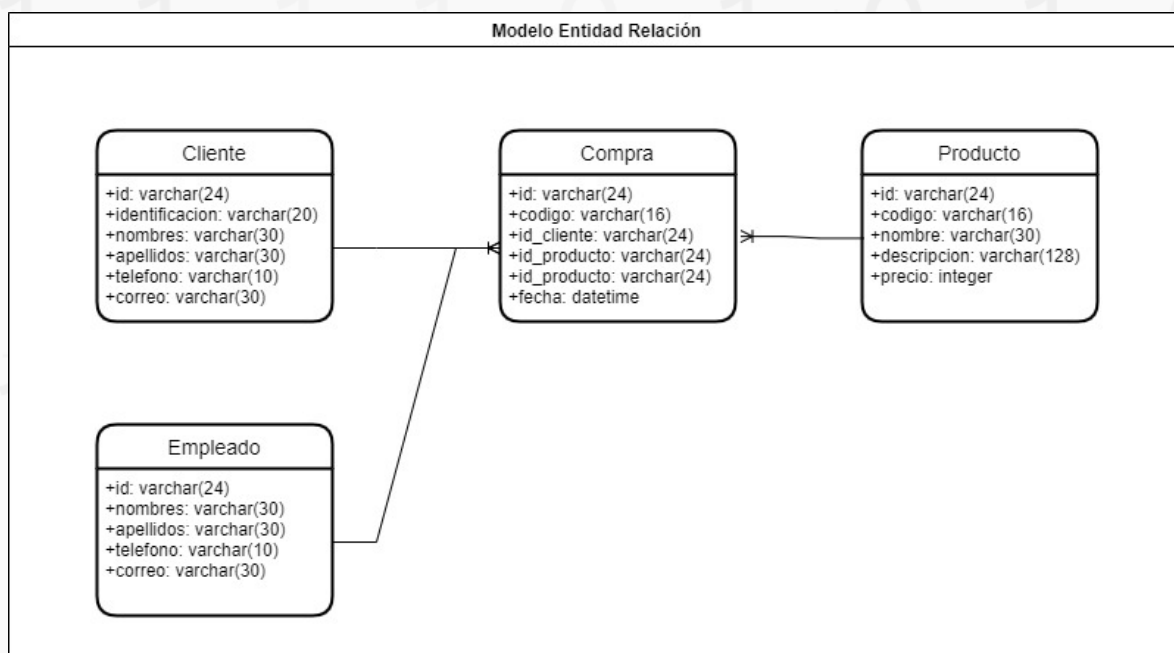 Modelo Entidad Relación
Cliente
+id: varchar(24)
+identificacion: varchar(20)
+nombres: varchar(30)
+apellidos: varchar(30)
+telefono: varchar(10)
+correo: varchar(30)
Compra
+id: varchar(24)
+codigo: varchar(16)
+id_cliente: varchar(24)
+id_producto: varchar(24)
+id_producto: varchar(24)
+fecha: datetime
Producto
+id: varchar(24)
+codigo: varchar(16)
+nombre: varchar(30)
+descripcion: varchar(128)
+precio: integer
Empleado
+id: varchar(24)
+nombres: varchar(30)
+apellidos: varchar(30)
+telefono: varchar(10)
+correo: varchar(30)